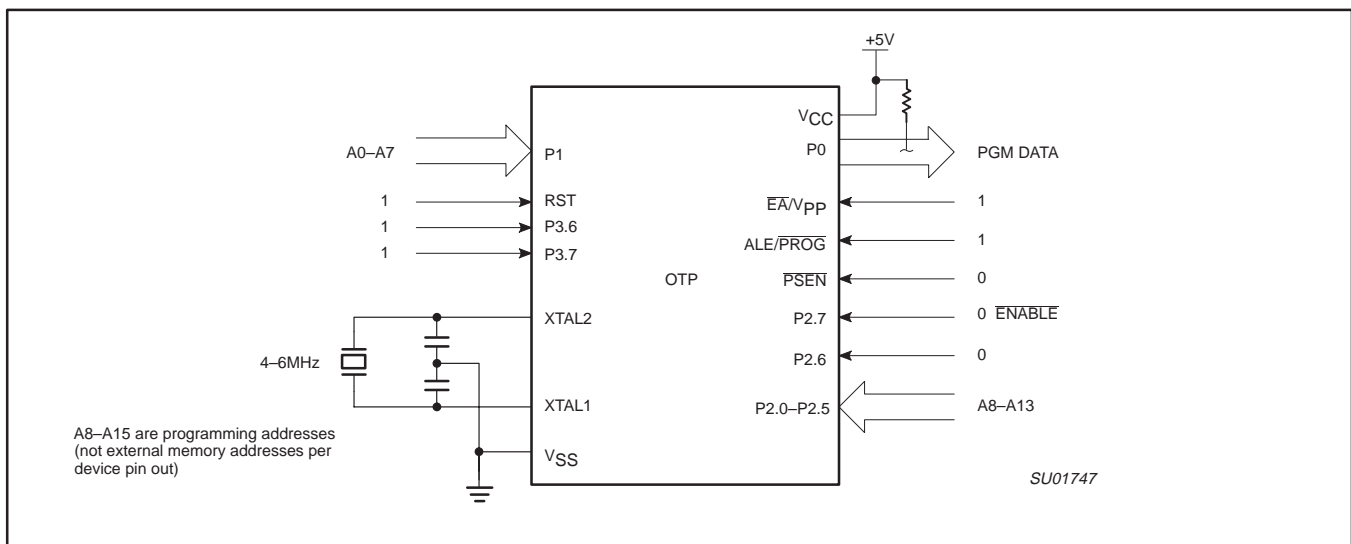 +5V
VCC
A0–A7
P1
P0
PGM DATA
1
RST
EA/VPP
1
1
P3.6
ALE/PROG
1
1
P3.7
OTP
PSEN
0
XTAL2
P2.7
0 ENABLE
4–6MHz
P2.6
0
XTAL1
P2.0–P2.5
A8–A13
A8–A15 are programming addresses
(not external memory addresses per
device pin out)
VSS
SU01747